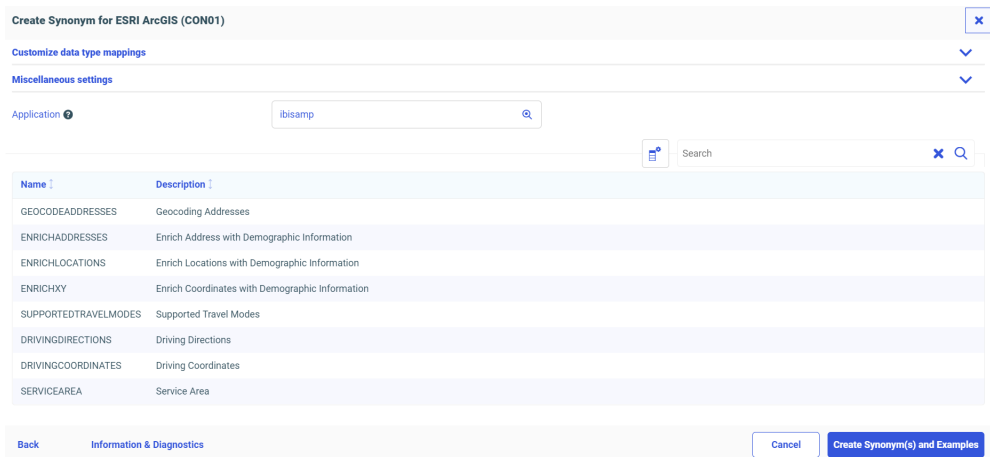 Create Synonym for ESRI ArcGIS (CON01)
Customize data type mappings
Miscellaneous settings
Application ibisamp
Search
Name Description
GEOCODEADDRESSES Geocoding Addresses
ENRICHADDRESSES Enrich Address with Demographic Information
ENRICHLOCATIONS Enrich Locations with Demographic Information
ENRICHXY Enrich Coordinates with Demographic Information
SUPPORTEDTRAVELMODES Supported Travel Modes
DRIVINGDIRECTIONS Driving Directions
DRIVINGCOORDINATES Driving Coordinates
SERVICEAREA Service Area
Back Information & Diagnostics Cancel Create Synonym(s) and Examples